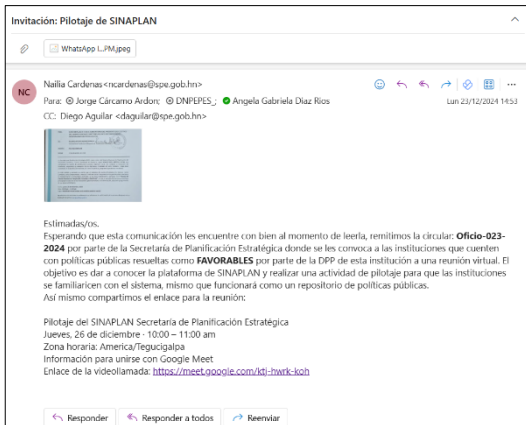 Invitación: Pilotaje de SINAPLAN
WhatsApp I...PM.jpeg
NC
Nailia Cardenas<ncardenas@spe.gob.hn>
Para: Jorge Cárcamo Ardon; DNPEPES_; Angela Gabriela Diaz Rios
Lun 23/12/2024 14:53
CC: Diego Aguilar <daguilar@spe.gob.hn>
Estimadas/os.
Esperando que esta comunicación les encuentre con bien al momento de leerla, remitimos la circular: Oficio-023-
2024 por parte de la Secretaría de Planificación Estratégica donde se les convoca a las instituciones que cuenten
con políticas públicas resueltas como FAVORABLES por parte de la DPP de esta institución a una reunión virtual. El
objetivo es dar a conocer la plataforma de SINAPLAN y realizar una actividad de pilotaje para que las instituciones
se familiaricen con el sistema, mismo que funcionará como un repositorio de políticas públicas.
Así mismo compartimos el enlace para la reunión:
Pilotaje del SINAPLAN Secretaría de Planificación Estratégica
Jueves, 26 de diciembre · 10:00 – 11:00 am
Zona horaria: America/Tegucigalpa
Información para unirse con Google Meet
Enlace de la videollamada: https://meet.google.com/ktj-hwrk-koh
Responder
Responder a todos
Reenviar